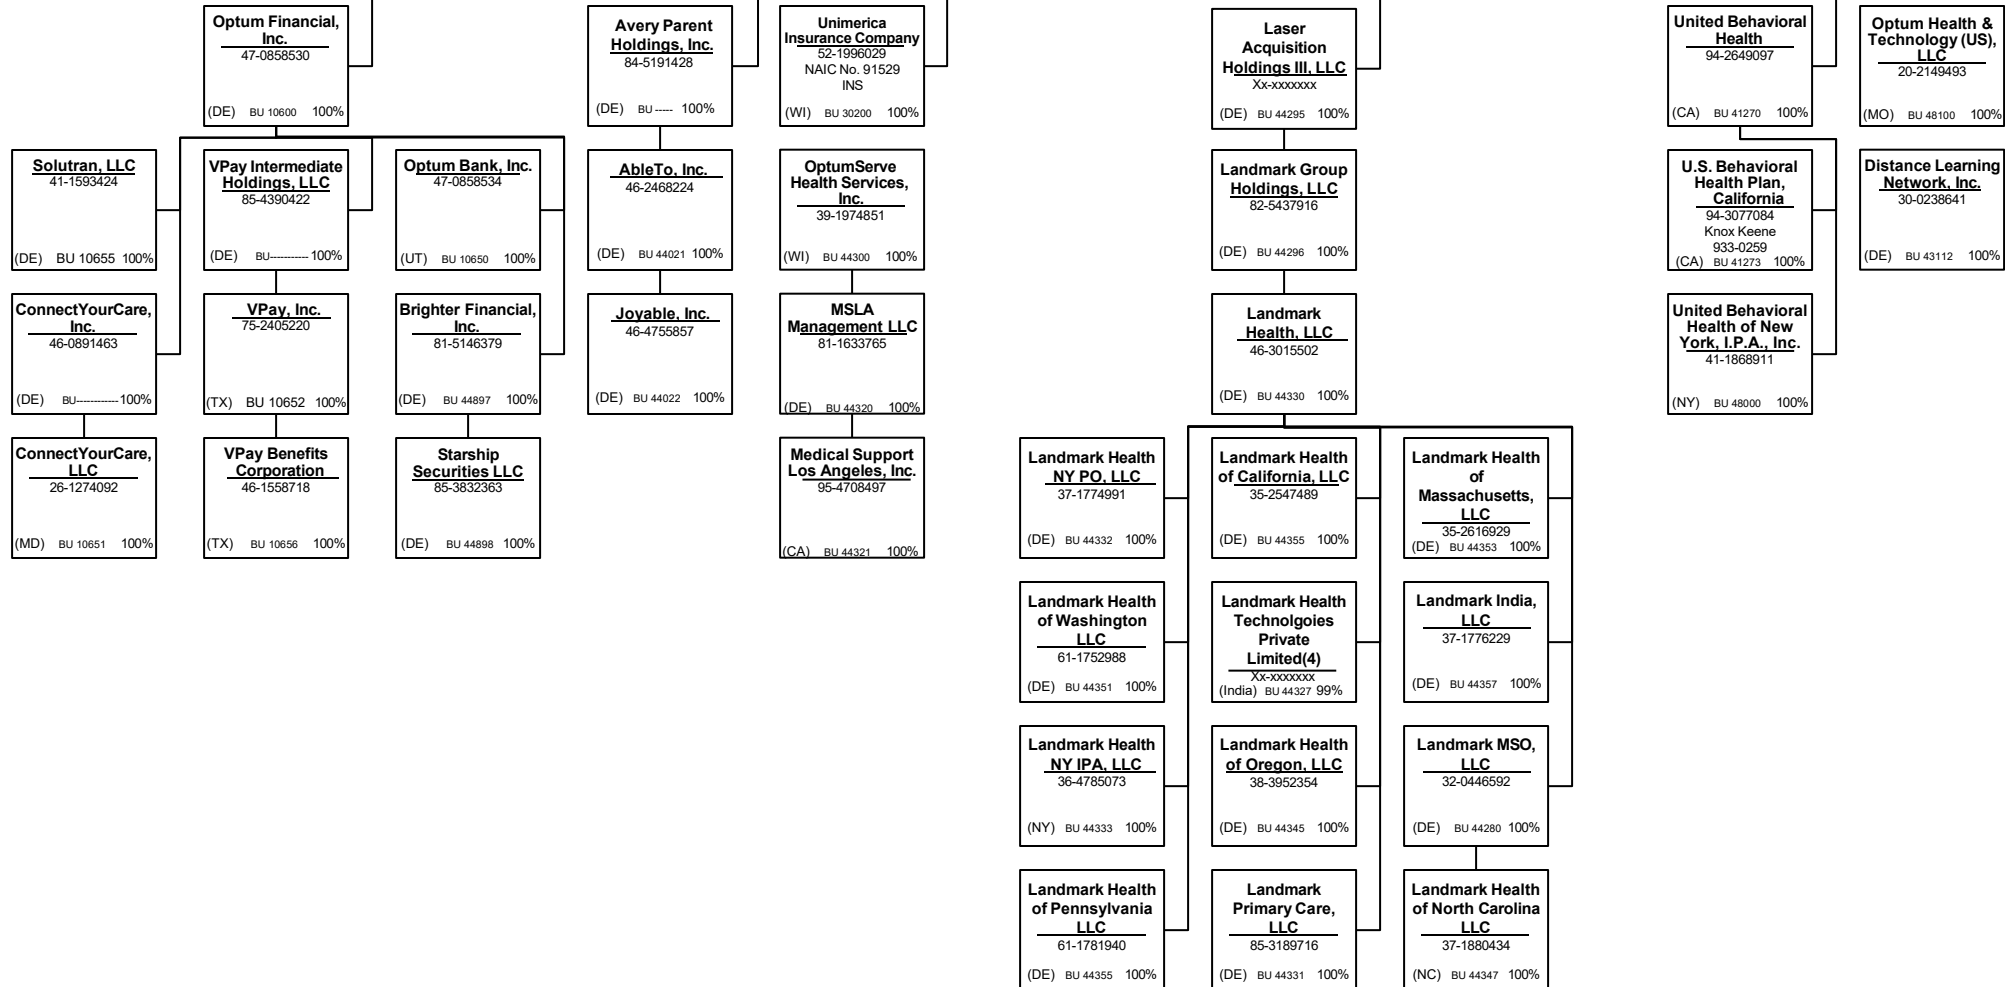 Optum Financial,
Inc.
47-0858530
(DE) BU 10600 100%
Avery Parent
Holdings, Inc.
84-5191428
(DE) BU ----- 100%
Unimerica
Insurance Company
52-1996029
NAIC No. 91529
INS
(WI) BU 30200 100%
Laser
Acquisition
Holdings III, LLC
Xx-xxxxxxx
(DE) BU 44295 100%
United Behavioral
Health
94-2649097
(CA) BU 41270 100%
Optum Health &
Technology (US),
LLC
20-2149493
(MO) BU 48100 100%
Solutran, LLC
41-1593424
(DE) BU 10655 100%
VPay Intermediate
Holdings, LLC
85-4390422
(DE) BU----------- 100%
Optum Bank, Inc.
47-0858534
(UT) BU 10650 100%
AbleTo, Inc.
46-2468224
(DE) BU 44021 100%
OptumServe
Health Services,
Inc.
39-1974851
(WI) BU 44300 100%
Landmark Group
Holdings, LLC
82-5437916
(DE) BU 44296 100%
U.S. Behavioral
Health Plan,
California
94-3077084
Knox Keene
933-0259
(CA) BU 41273 100%
Distance Learning
Network, Inc.
30-0238641
(DE) BU 43112 100%
ConnectYourCare,
Inc.
46-0891463
(DE) BU------------ 100%
VPay, Inc.
75-2405220
(TX) BU 10652 100%
Brighter Financial,
Inc.
81-5146379
(DE) BU 44897 100%
Joyable, Inc.
46-4755857
(DE) BU 44022 100%
MSLA
Management LLC
81-1633765
(DE) BU 44320 100%
Landmark
Health, LLC
46-3015502
(DE) BU 44330 100%
United Behavioral
Health of New
York, I.P.A., Inc.
41-1868911
(NY) BU 48000 100%
ConnectYourCare,
LLC
26-1274092
(MD) BU 10651 100%
VPay Benefits
Corporation
46-1558718
(TX) BU 10656 100%
Starship
Securities LLC
85-3832363
(DE) BU 44898 100%
Medical Support
Los Angeles, Inc.
95-4708497
(CA) BU 44321 100%
Landmark Health
NY PO, LLC
37-1774991
(DE) BU 44332 100%
Landmark Health
of California, LLC
35-2547489
(DE) BU 44355 100%
Landmark Health
of
Massachusetts,
LLC
35-2616929
(DE) BU 44353 100%
Landmark Health
of Washington
LLC
61-1752988
(DE) BU 44351 100%
Landmark Health
Technolgoies
Private
Limited(4)
Xx-xxxxxxx
(India) BU 44327 99%
Landmark India,
LLC
37-1776229
(DE) BU 44357 100%
Landmark Health
NY IPA, LLC
36-4785073
(NY) BU 44333 100%
Landmark Health
of Oregon, LLC
38-3952354
(DE) BU 44345 100%
Landmark MSO,
LLC
32-0446592
(DE) BU 44280 100%
Landmark Health
of Pennsylvania
LLC
61-1781940
(DE) BU 44355 100%
Landmark
Primary Care,
LLC
85-3189716
(DE) BU 44331 100%
Landmark Health
of North Carolina
LLC
37-1880434
(NC) BU 44347 100%